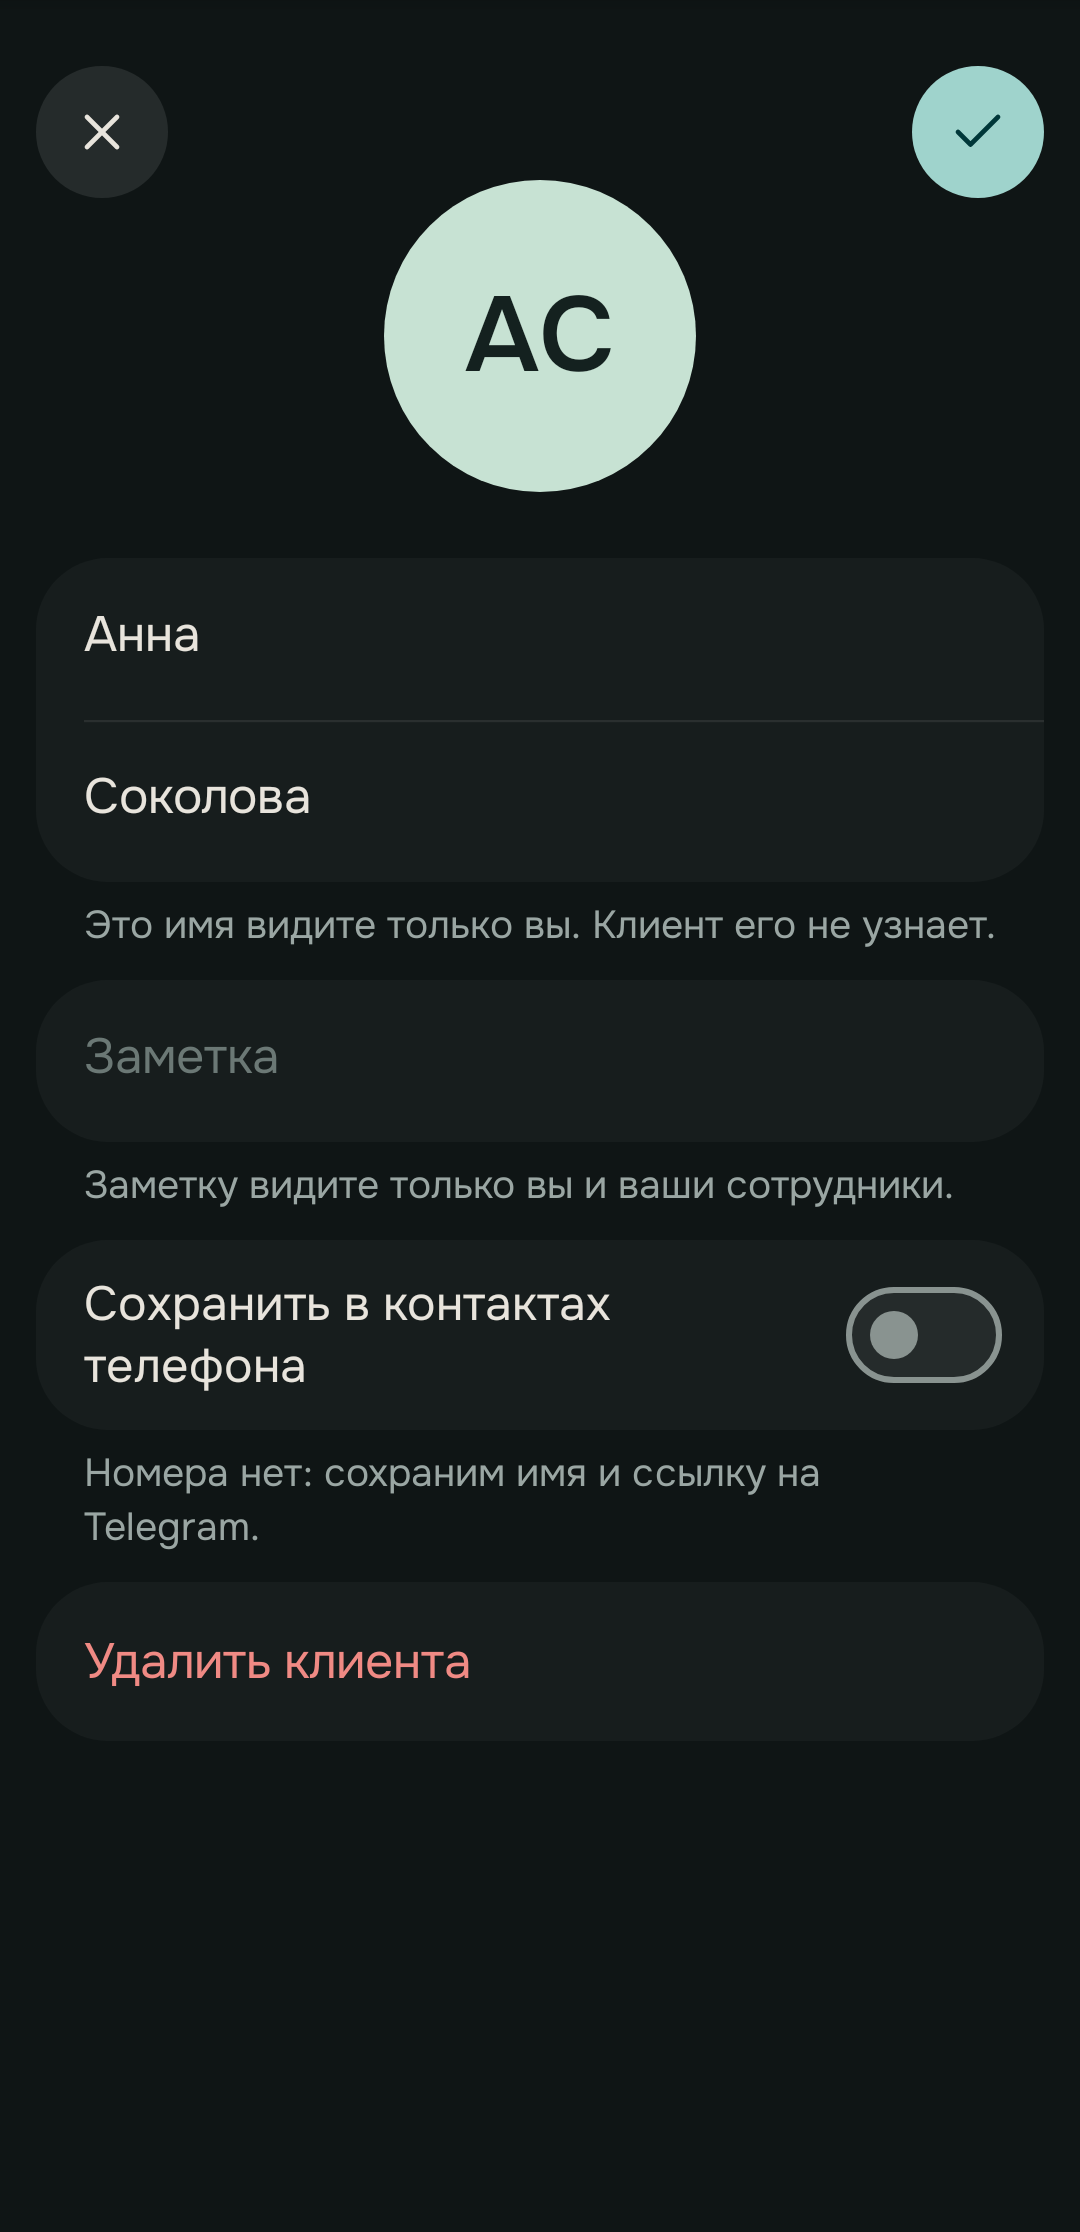 АС
Анна
Соколова
Это имя видите только вы. Клиент его не узнает.
Заметка
Заметку видите только вы и ваши сотрудники.
Сохранить в контактах
телефона
Номера нет: сохраним имя и ссылку на
Telegram.
Удалить клиента